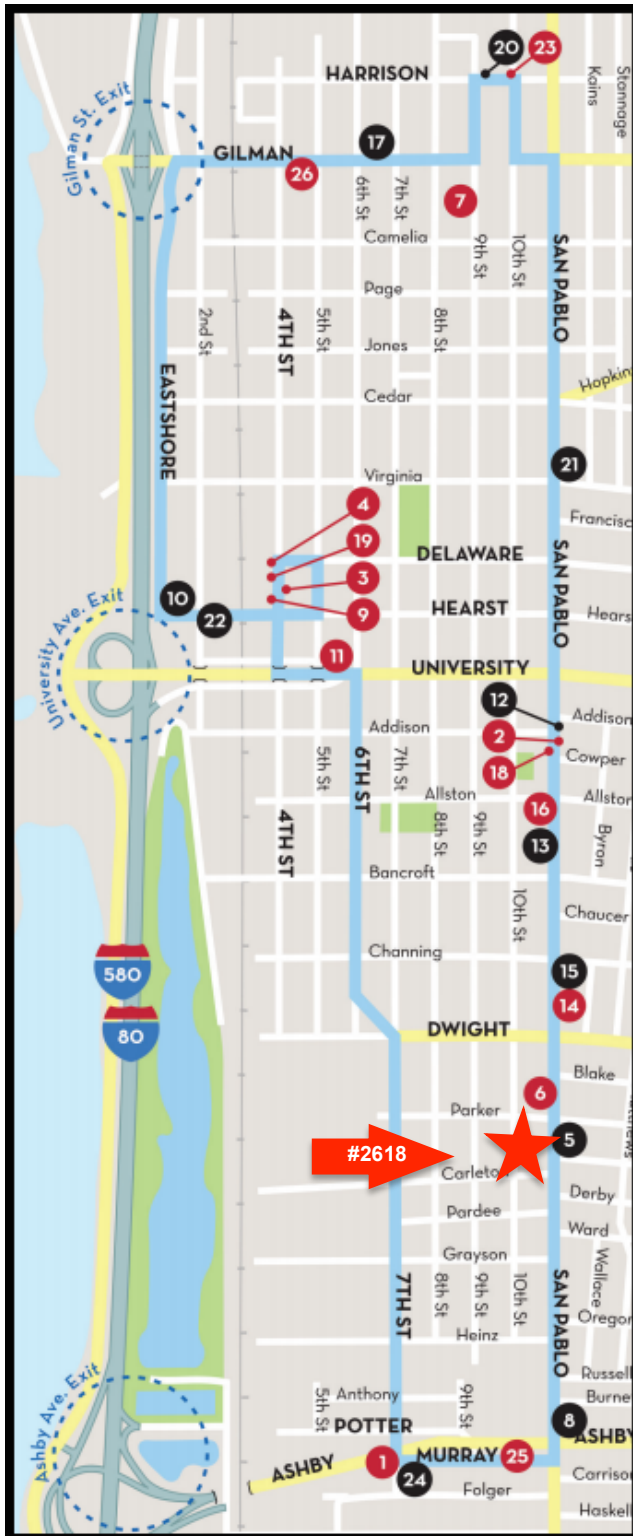 20
23
HARRISON
Kains
Stannage
Gilman St. Exit
GILMAN
17
26
6th St
7th St
7
9th St
10th St
SAN PABLO
Camelia
Page
2nd St
4TH ST
5th St
8th St
Jones
EASTSHORE
Hopkin
Cedar
21
Virginia
4
Francisc
19
DELAWARE
SAN PABLO
3
10
22
9
HEARST
Hears
University Ave. Exit
11
UNIVERSITY
12
Addison
Addison
2
Cowper
18
5th St
6TH ST
7th St
Allston
Allston
16
4TH ST
8th St
9th St
13
Byron
Bancroft
10th St
Chaucer
Channing
580
15
14
80
DWIGHT
Blake
6
Parker
5
#2618
Carleton
Derby
Pardee
Ward
Grayson
Wallace
7TH ST
8th St
9th St
10th St
SAN PABLO
Oregon
Heinz
Russell
Ashby Ave. Exit
5th St
Anthony
9th St
Burne
POTTER
8
ASHBY
ASHBY
1
MURRAY
25
24
Carrison
Folger
Haskell